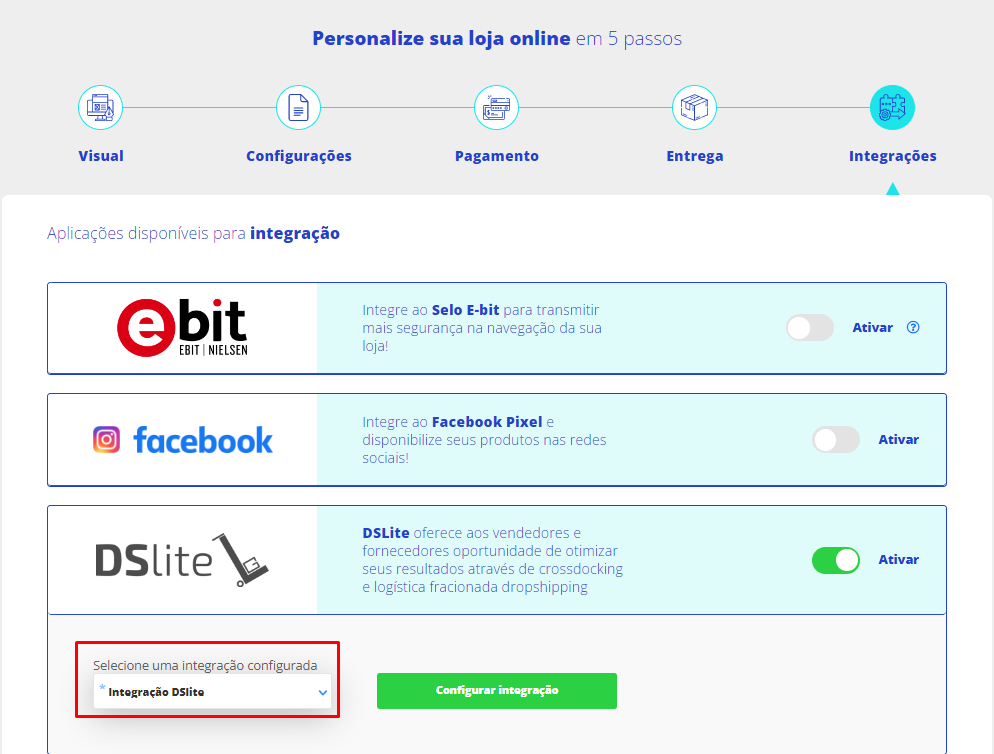 Personalize sua loja online em 5 passos
Visual
Configurações
Pagamento
Entrega
Integrações
Aplicações disponíveis para integração
ebit
EBIT | NIELSEN
Integre ao Selo E-bit para transmitir
mais segurança na navegação da sua
loja!
Ativar ?
facebook
Integre ao Facebook Pixel e
disponibilize seus produtos nas redes
sociais!
Ativar
DSlite
DSLite oferece aos vendedores e
fornecedores oportunidade de otimizar
seus resultados através de crossdocking
e logística fracionada dropshipping
Ativar
Selecione uma integração configurada
* Integração DSlite
Configurar integração